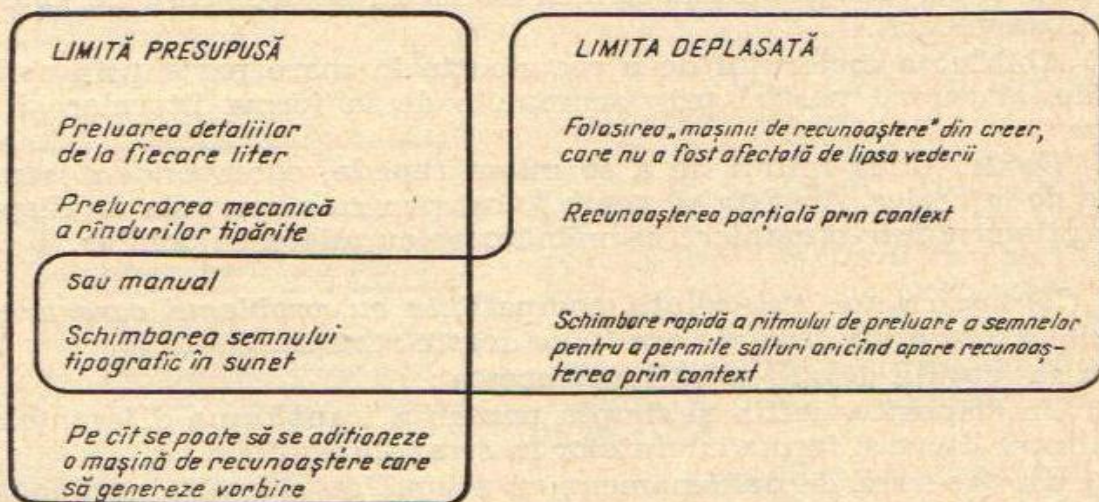 LIMITĂ PRESUPUSĂ
Preluarea detaliilor
de la fiecare liter
Prelucrarea mecanică
a rîndurilor tipărite
sau manual
Schimbarea semnului
tipografic în sunet
Pe cît se poate să se adiționeze
o mașină de recunoaștere care
să genereze vorbire
LIMITA DEPLASATĂ
Folosirea „mașinii de recunoaștere" din creer,
care nu a fost afectată de lipsa vederii
Recunoașterea parțială prin context
Schimbare rapidă a ritmului de preluare a semnelor
pentru a permite salturi oricînd apare recunoaș-
terea prin context